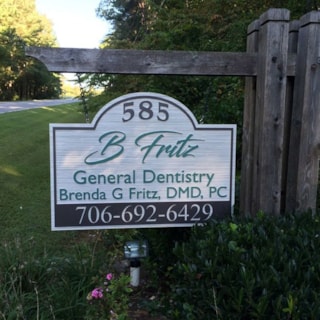 585
B Fritz
General Dentistry
Brenda G Fritz, DMD, PC
706-692-6429